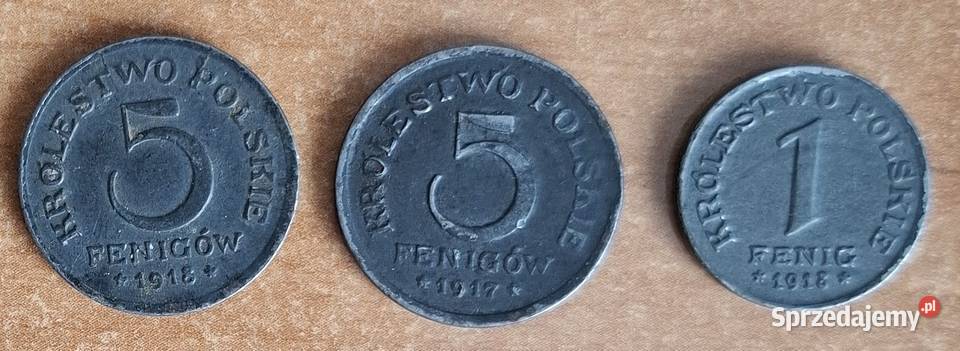 KRÓLESTWO POLSKIE
5
FENIGÓW
* 1918 *
KRÓLESTWO POLSKIE
5
FENIGÓW
* 1917 *
KRÓLESTWO POLSKIE
1
FENIG
* 1918 *
Sprzedajemy.pl